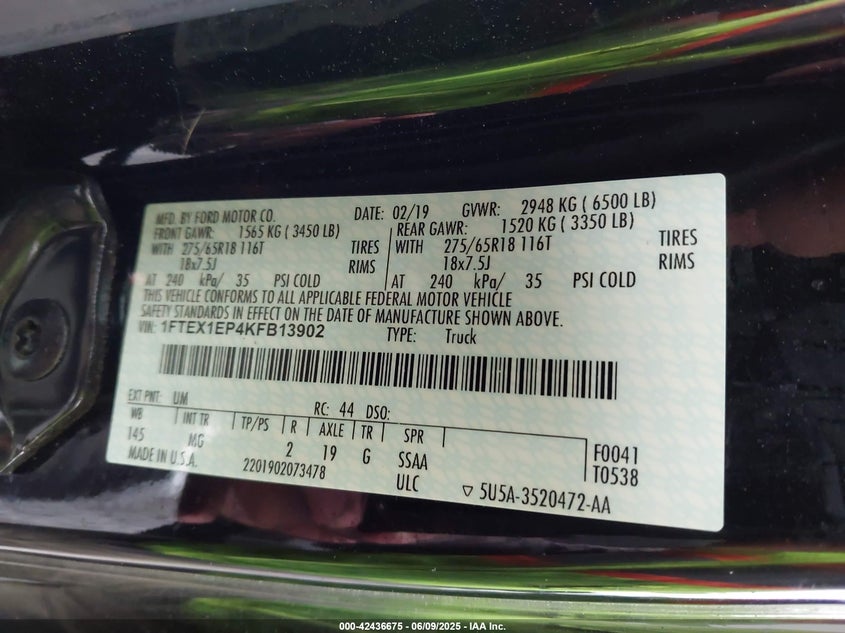 MFD. BY FORD MOTOR CO. DATE: 02/19 GVWR: 2948 KG ( 6500 LB)
FRONT GAWR: 1565 KG ( 3450 LB) REAR GAWR: 1520 KG ( 3350 LB)
WITH 275/65R18 116T TIRES WITH 275/65R18 116T TIRES
18x7.5J RIMS 18x7.5J RIMS
AT 240 kPa/ 35 PSI COLD AT 240 kPa/ 35 PSI COLD
THIS VEHICLE CONFORMS TO ALL APPLICABLE FEDERAL MOTOR VEHICLE
SAFETY STANDARDS IN EFFECT ON THE DATE OF MANUFACTURE SHOWN ABOVE.
VIN: 1FTEX1EP4KFB13902 TYPE: Truck
EXT PNT: UM RC: 44 DSO:
WB INT TR TP/PS R AXLE TR SPR
145 MG 2 19 G SSAA F0041
MADE IN U.S.A. 2201902073478 ULC T0538
▽ 5U5A-3520472-AA
000-42436675 - 06/09/2025 - IAA Inc.